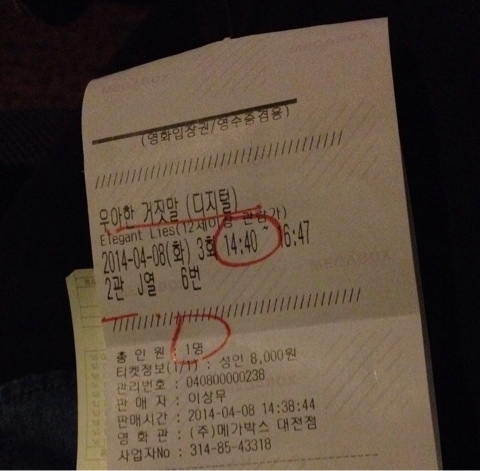 (영화입장권/영수증겸용)
우아한 거짓말 (디지털)
Elegant Lies(12세이상 관람가)
2014-04-08(화) 3회 14:40 ~ 16:47
2관 J열 6번
총 인 원 : 1명
티켓정보(1/1) : 성인 8,000원
관리번호 : 040800000238
판 매 자 : 이상무
판매시간 : 2014-04-08 14:38:44
영 화 관 : (주)메가박스 대전점
사업자No : 314-85-43318